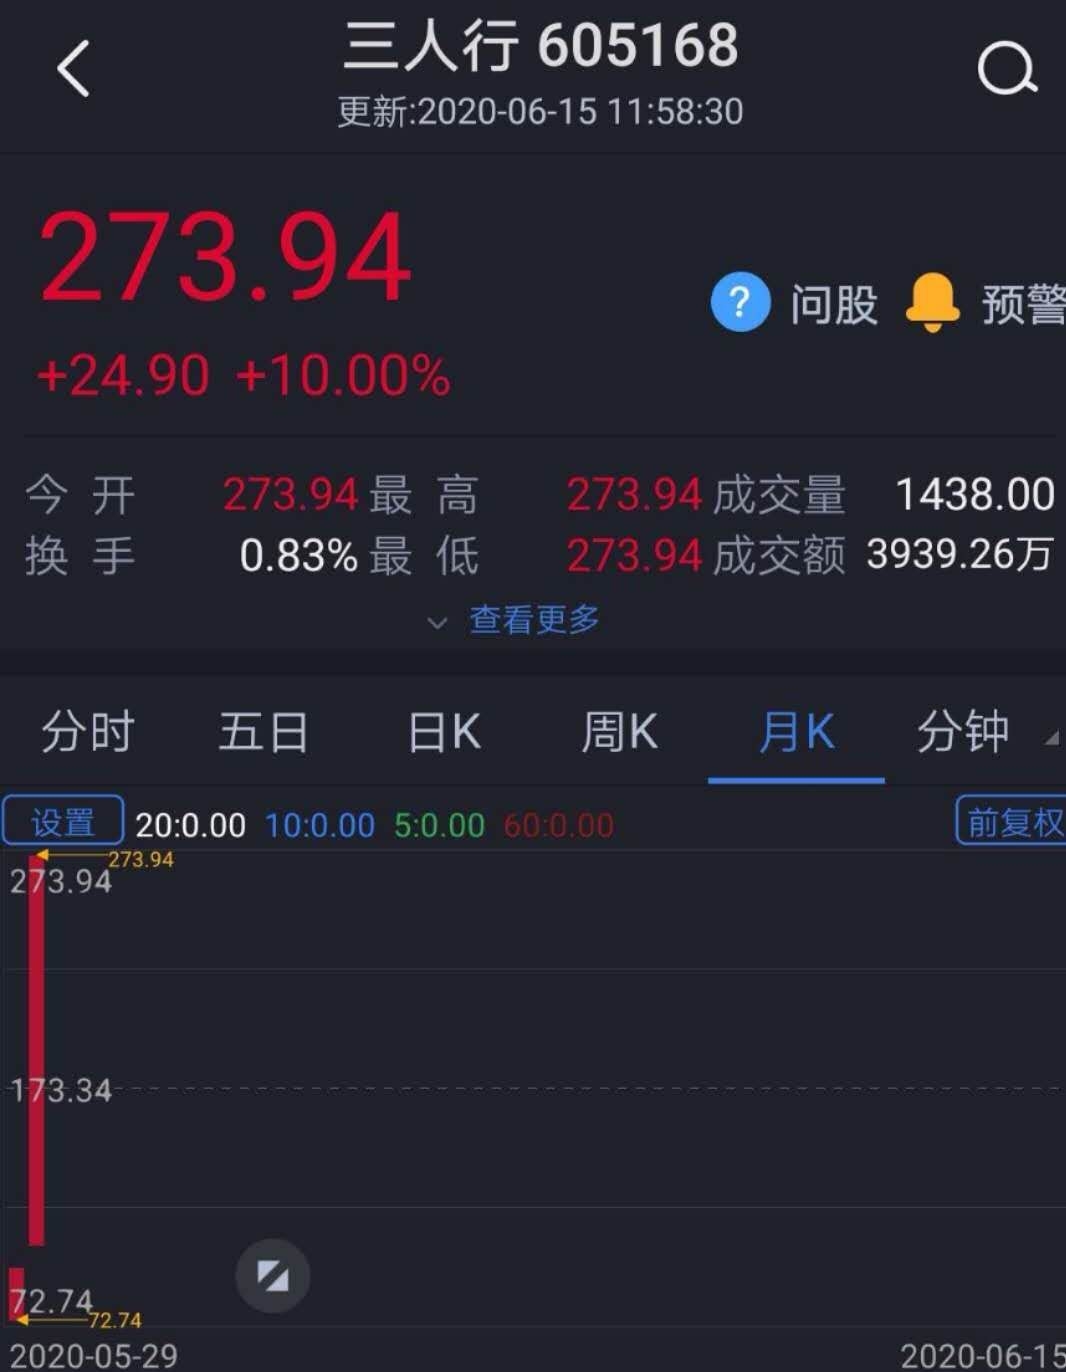 三人行 605168
更新:2020-06-15 11:58:30
273.94
+24.90 +10.00%
? 问股 预警
今 开 273.94 最 高 273.94 成交量 1438.00
换 手 0.83% 最 低 273.94 成交额 3939.26万
查看更多
分时 五日 日K 周K 月K 分钟
设置 20:0.00 10:0.00 5:0.00 60:0.00 前复权
273.94
273.94
173.34
72.74
72.74
2020-05-29 2020-06-15